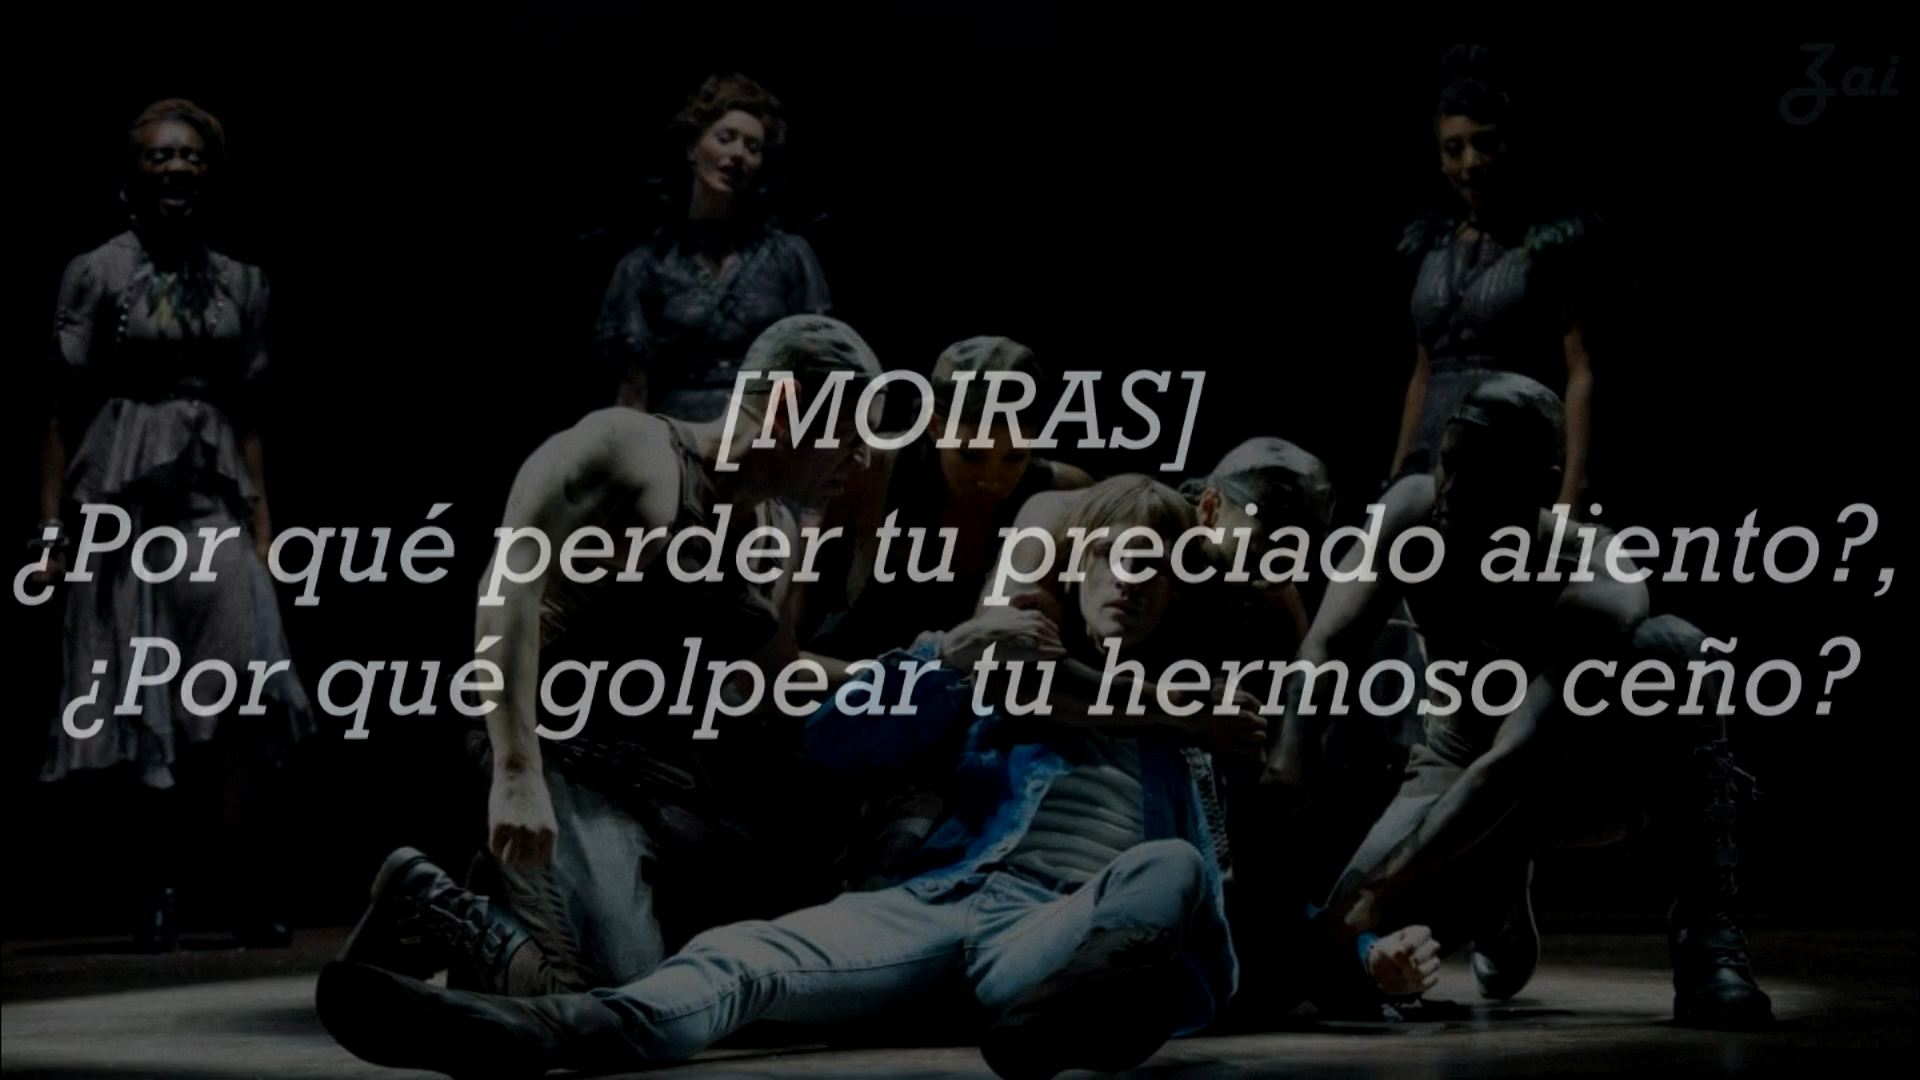 Zai
[MOIRAS]
¿Por qué perder tu preciado aliento?,
¿Por qué golpear tu hermoso ceño?